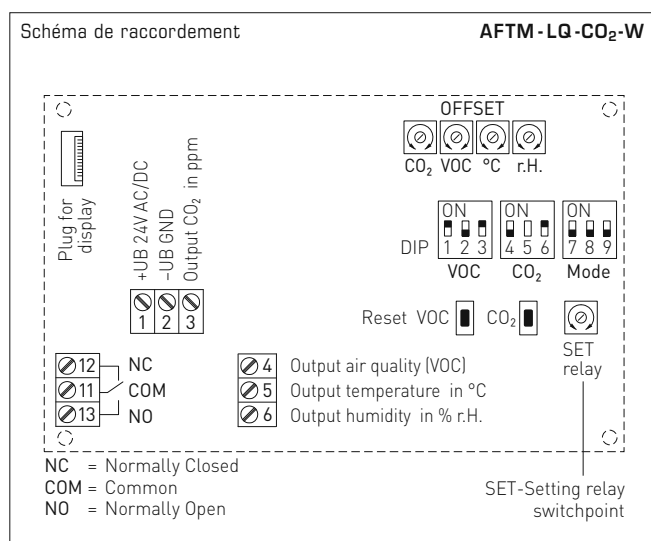 Schéma de raccordement
AFTM-LQ-CO₂-W
OFFSET
CO₂ VOC °C r.H.
Plug for
display
+UB 24V AC/DC
-UB GND
Output CO₂ in ppm
1 2 3
ON ON ON
DIP 1 2 3 4 5 6 7 8 9
VOC CO₂ Mode
Reset VOC CO₂
SET
relay
12 NC
11 COM
13 NO
4 Output air quality (VOC)
5 Output temperature in °C
6 Output humidity in % r.H.
NC = Normally Closed
COM = Common
NO = Normally Open
SET-Setting relay
switchpoint